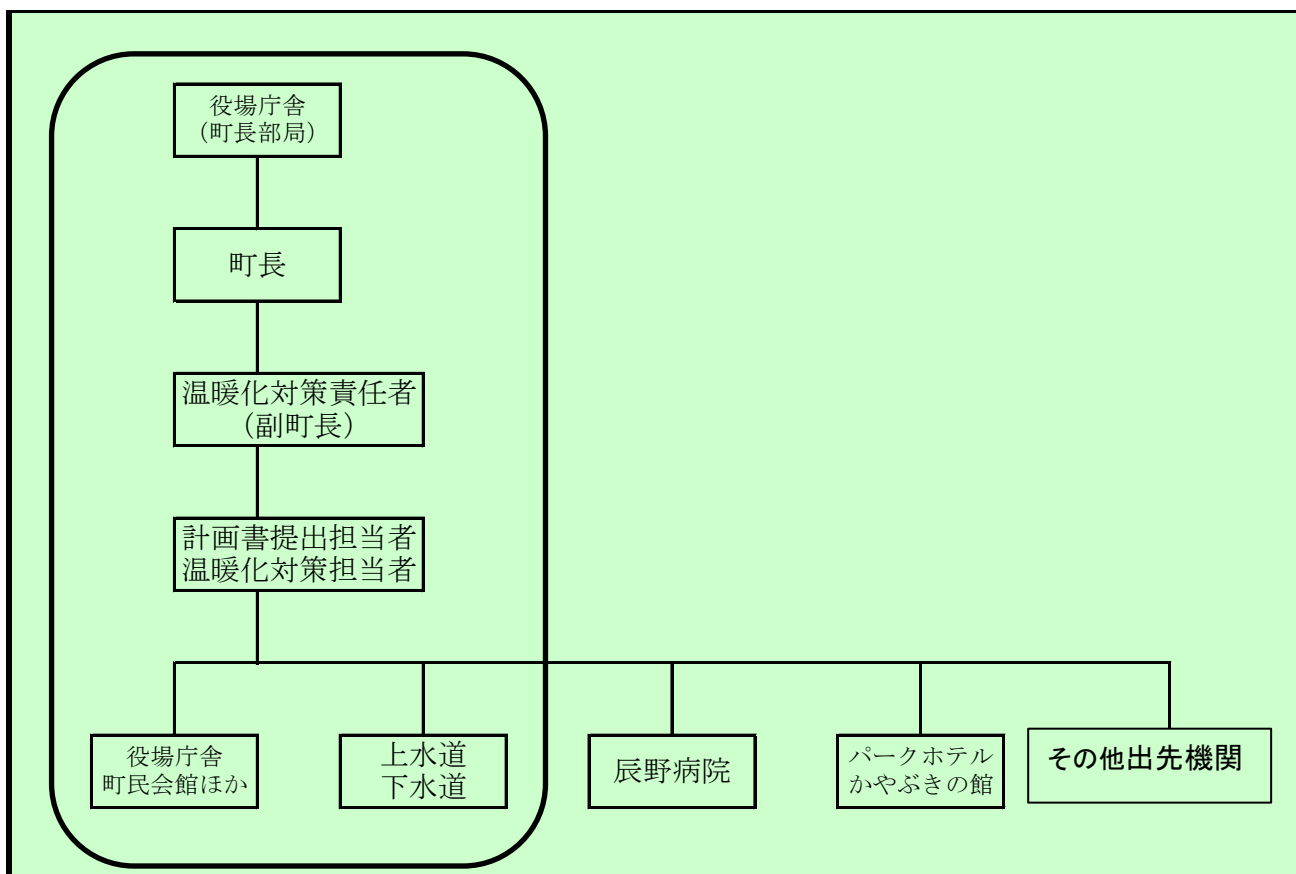 役場庁舎
（町長部局）
町長
温暖化対策責任者
（副町長）
計画書提出担当者
温暖化対策担当者
役場庁舎
町民会館ほか
上水道
下水道
辰野病院
パークホテル
かやぶきの館
その他出先機関